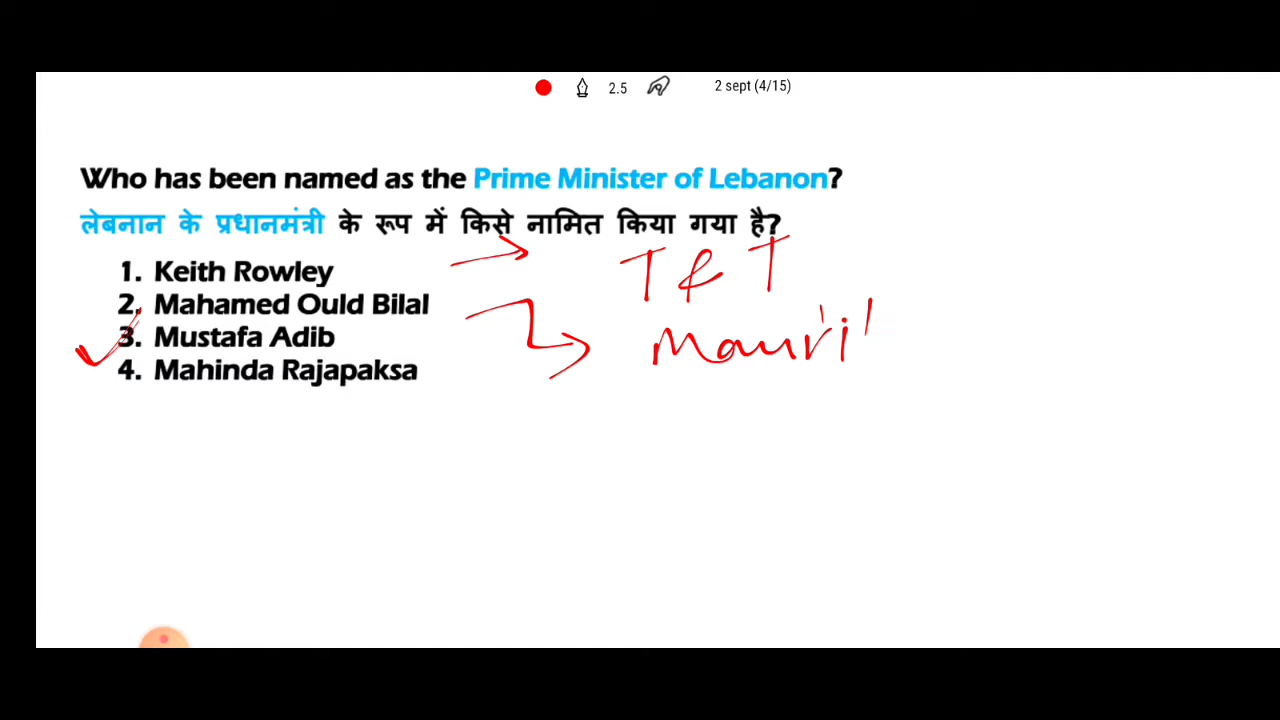 2.5 2 sept (4/15)
Who has been named as the Prime Minister of Lebanon?
लेबनान के प्रधानमंत्री के रूप में किसे नामित किया गया है?
1. Keith Rowley
T & T
2. Mahamed Ould Bilal
3. Mustafa Adib
Mauri
4. Mahinda Rajapaksa